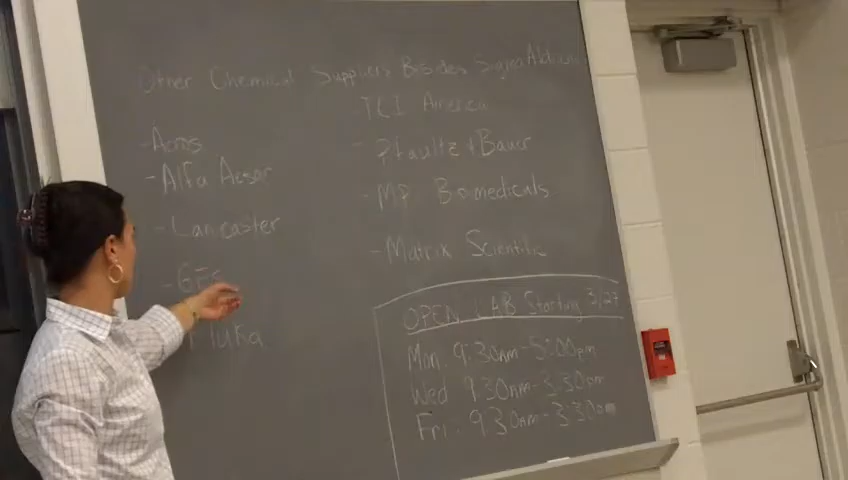 Other Chemical Suppliers Besides Sigma Aldrich
- Acros
- Alfa Aesar
- Lancaster
- GFS
Fluka
- TCI America
- Pfaultz + Bauer
- MP Biomedicals
- Matrix Scientific
OPEN LAB Starting 3/27
Mon. 9:30am-5:00pm
Wed 9:30am-3:30pm
Fri. 9:30am-3:30pm